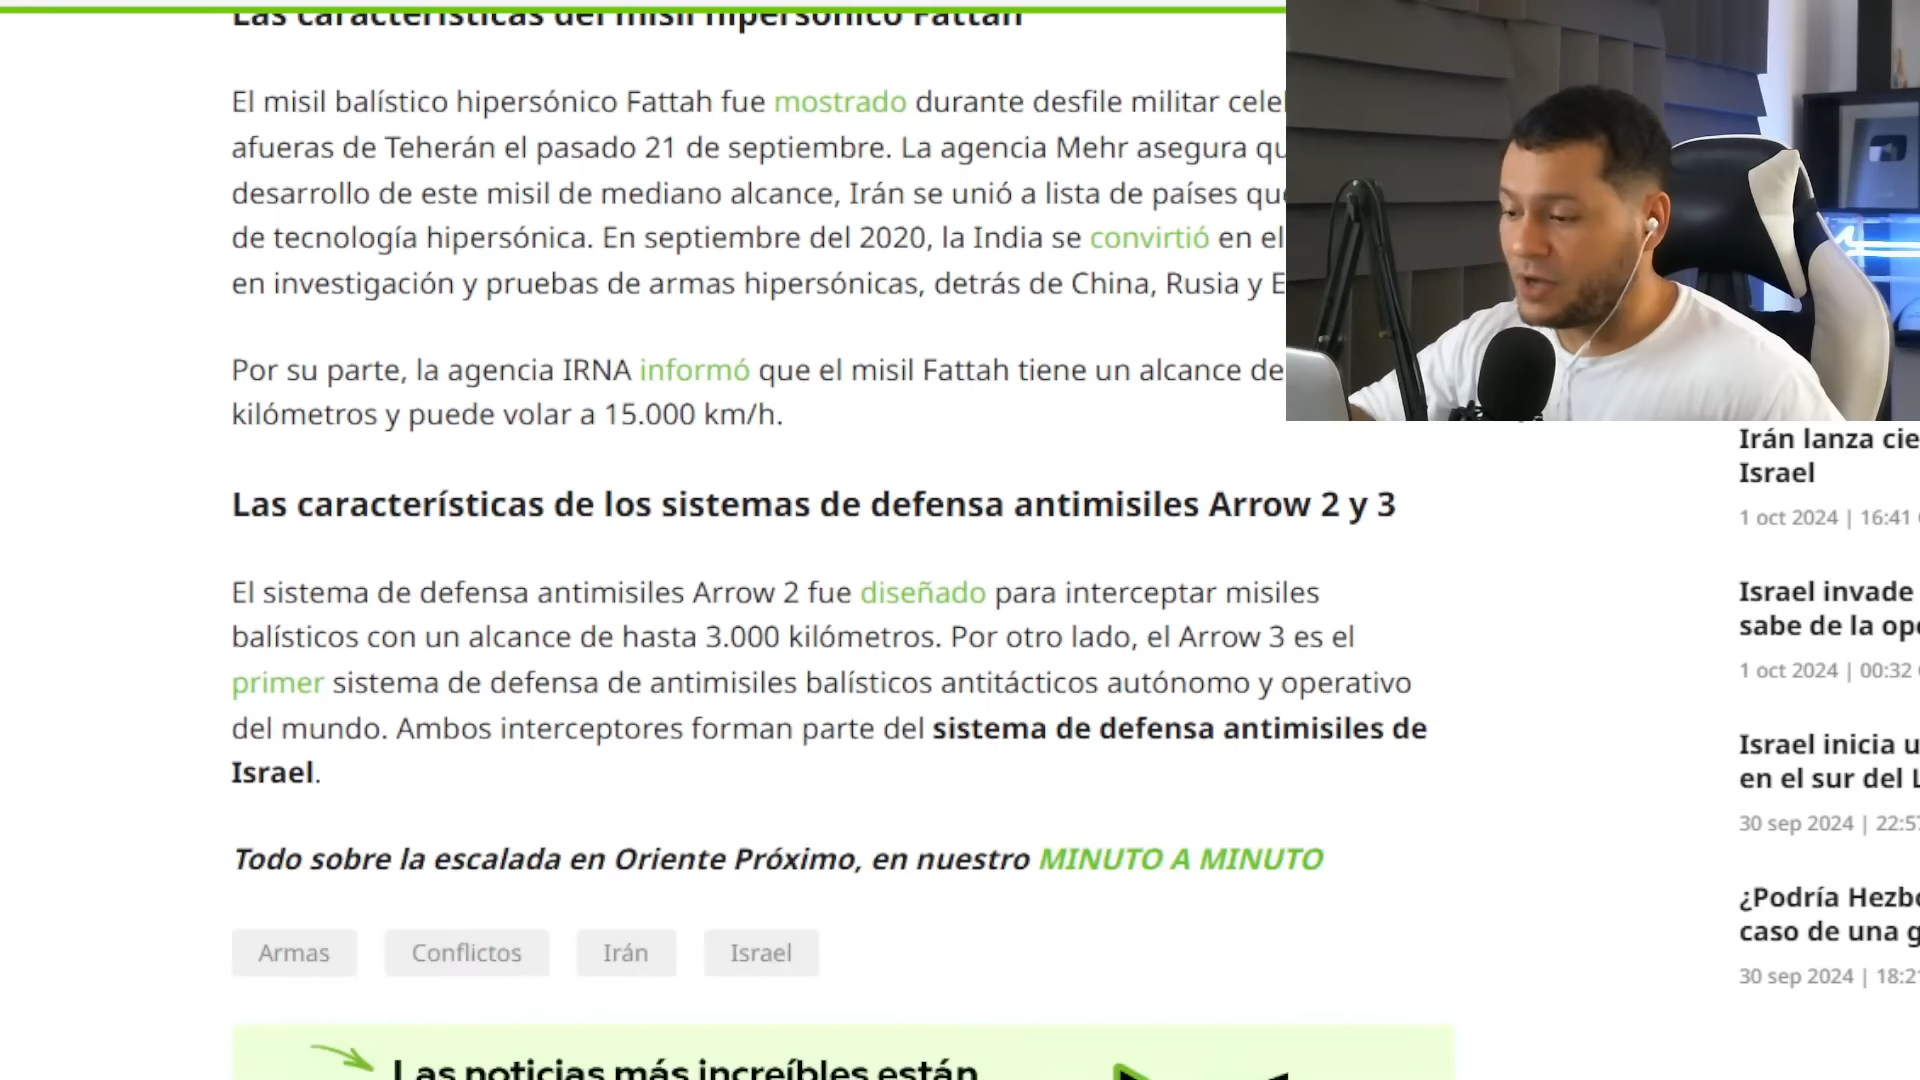 Las características del misil hipersónico Fattah
El misil balístico hipersónico Fattah fue mostrado durante desfile militar
afueras de Teherán el pasado 21 de septiembre. La agencia Mehr asegura
desarrollo de este misil de mediano alcance, Irán se unió a lista de países
de tecnología hipersónica. En septiembre del 2020, la India se convirtió en el
en investigación y pruebas de armas hipersónicas, detrás de China, Rusia y
Por su parte, la agencia IRNA informó que el misil Fattah tiene un alcance de
kilómetros y puede volar a 15.000 km/h.
Las características de los sistemas de defensa antimisiles Arrow 2 y 3
El sistema de defensa antimisiles Arrow 2 fue diseñado para interceptar misiles
balísticos con un alcance de hasta 3.000 kilómetros. Por otro lado, el Arrow 3 es el
primer sistema de defensa de antimisiles balísticos antitácticos autónomo y operativo
del mundo. Ambos interceptores forman parte del sistema de defensa antimisiles de
Israel.
Todo sobre la escalada en Oriente Próximo, en nuestro MINUTO A MINUTO
Armas
Conflictos
Irán
Israel
Las noticias más increíbles están
Irán lanza
Israel
1 oct 2024 | 16:41
Israel invade
sabe de la
1 oct 2024 | 00:32
Israel inicia
en el sur del
30 sep 2024 |
¿Podría
caso de una
30 sep 2024 |